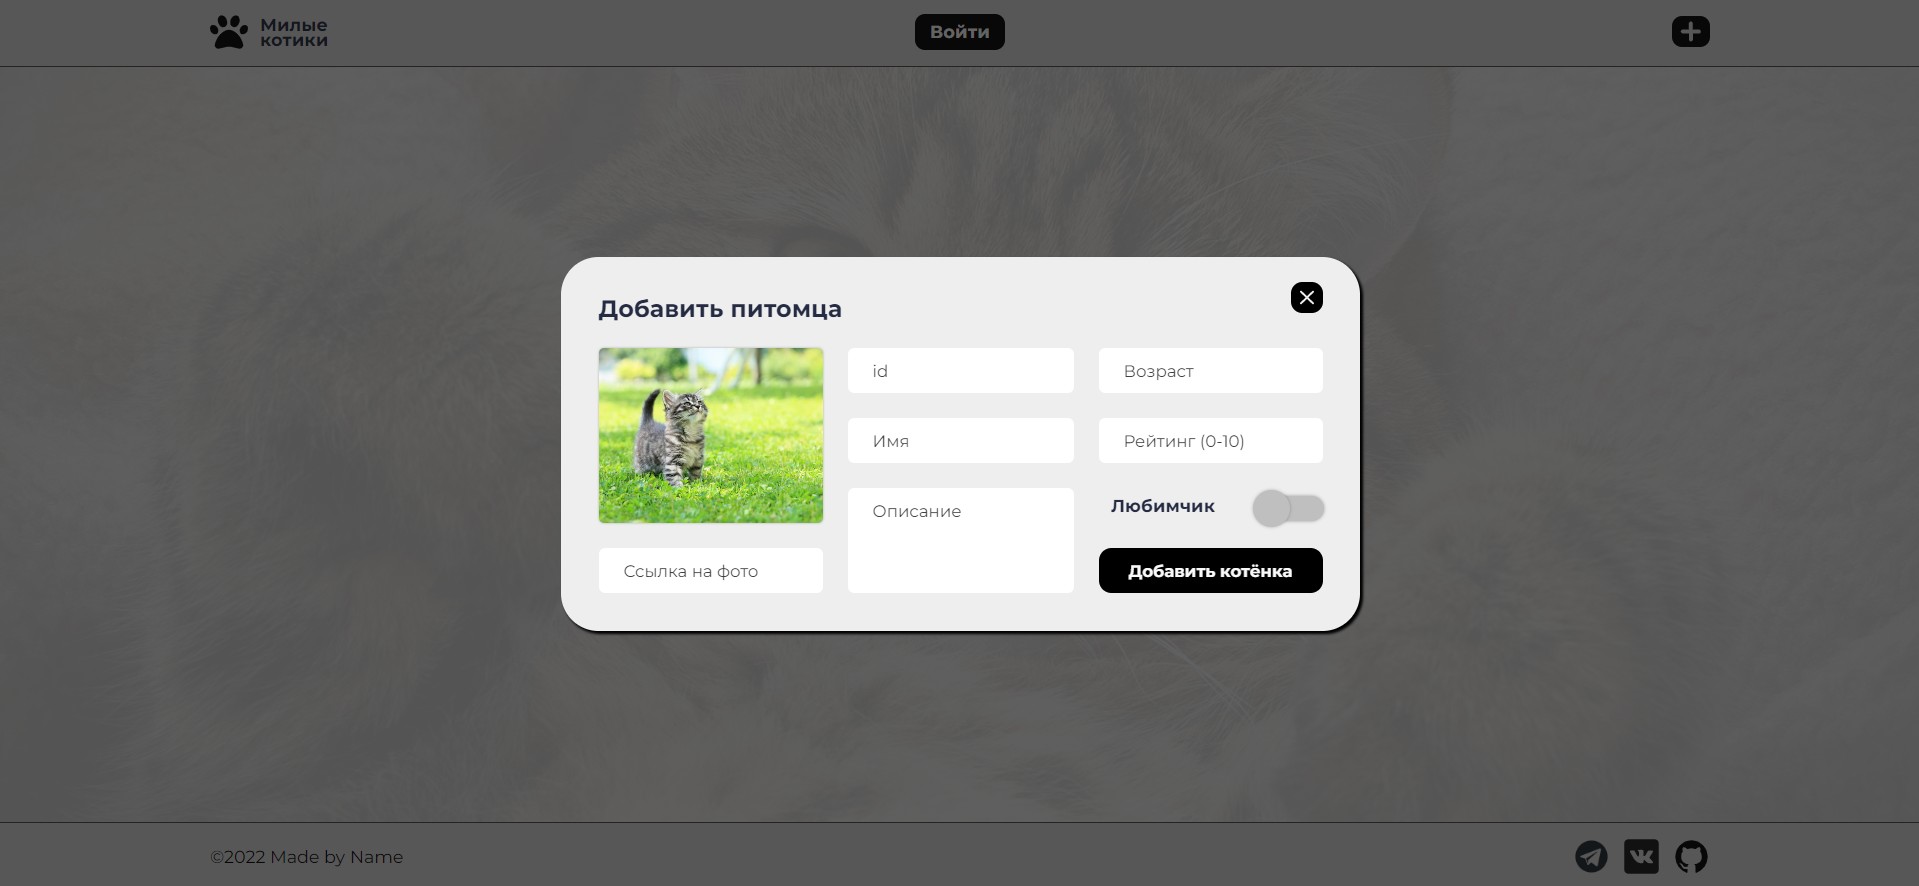 Милые
котики
Войти
Добавить питомца
id
Возраст
Имя
Рейтинг (0-10)
Описание
Любимчик
Ссылка на фото
Добавить котёнка
©2022 Made by Name